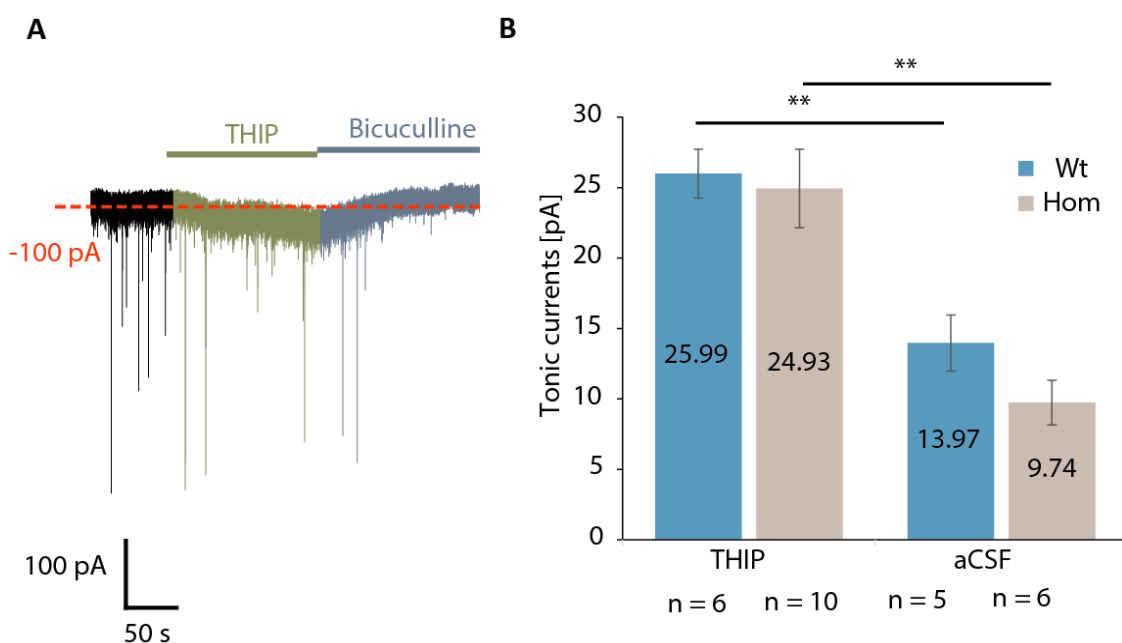 A
THIP
Bicuculline
-100 pA
100 pA
50 s
B
**
**
Tonic currents [pA]
30
25
20
15
10
5
0
Wt
Hom
25.99
24.93
13.97
9.74
THIP
aCSF
n = 6
n = 10
n = 5
n = 6